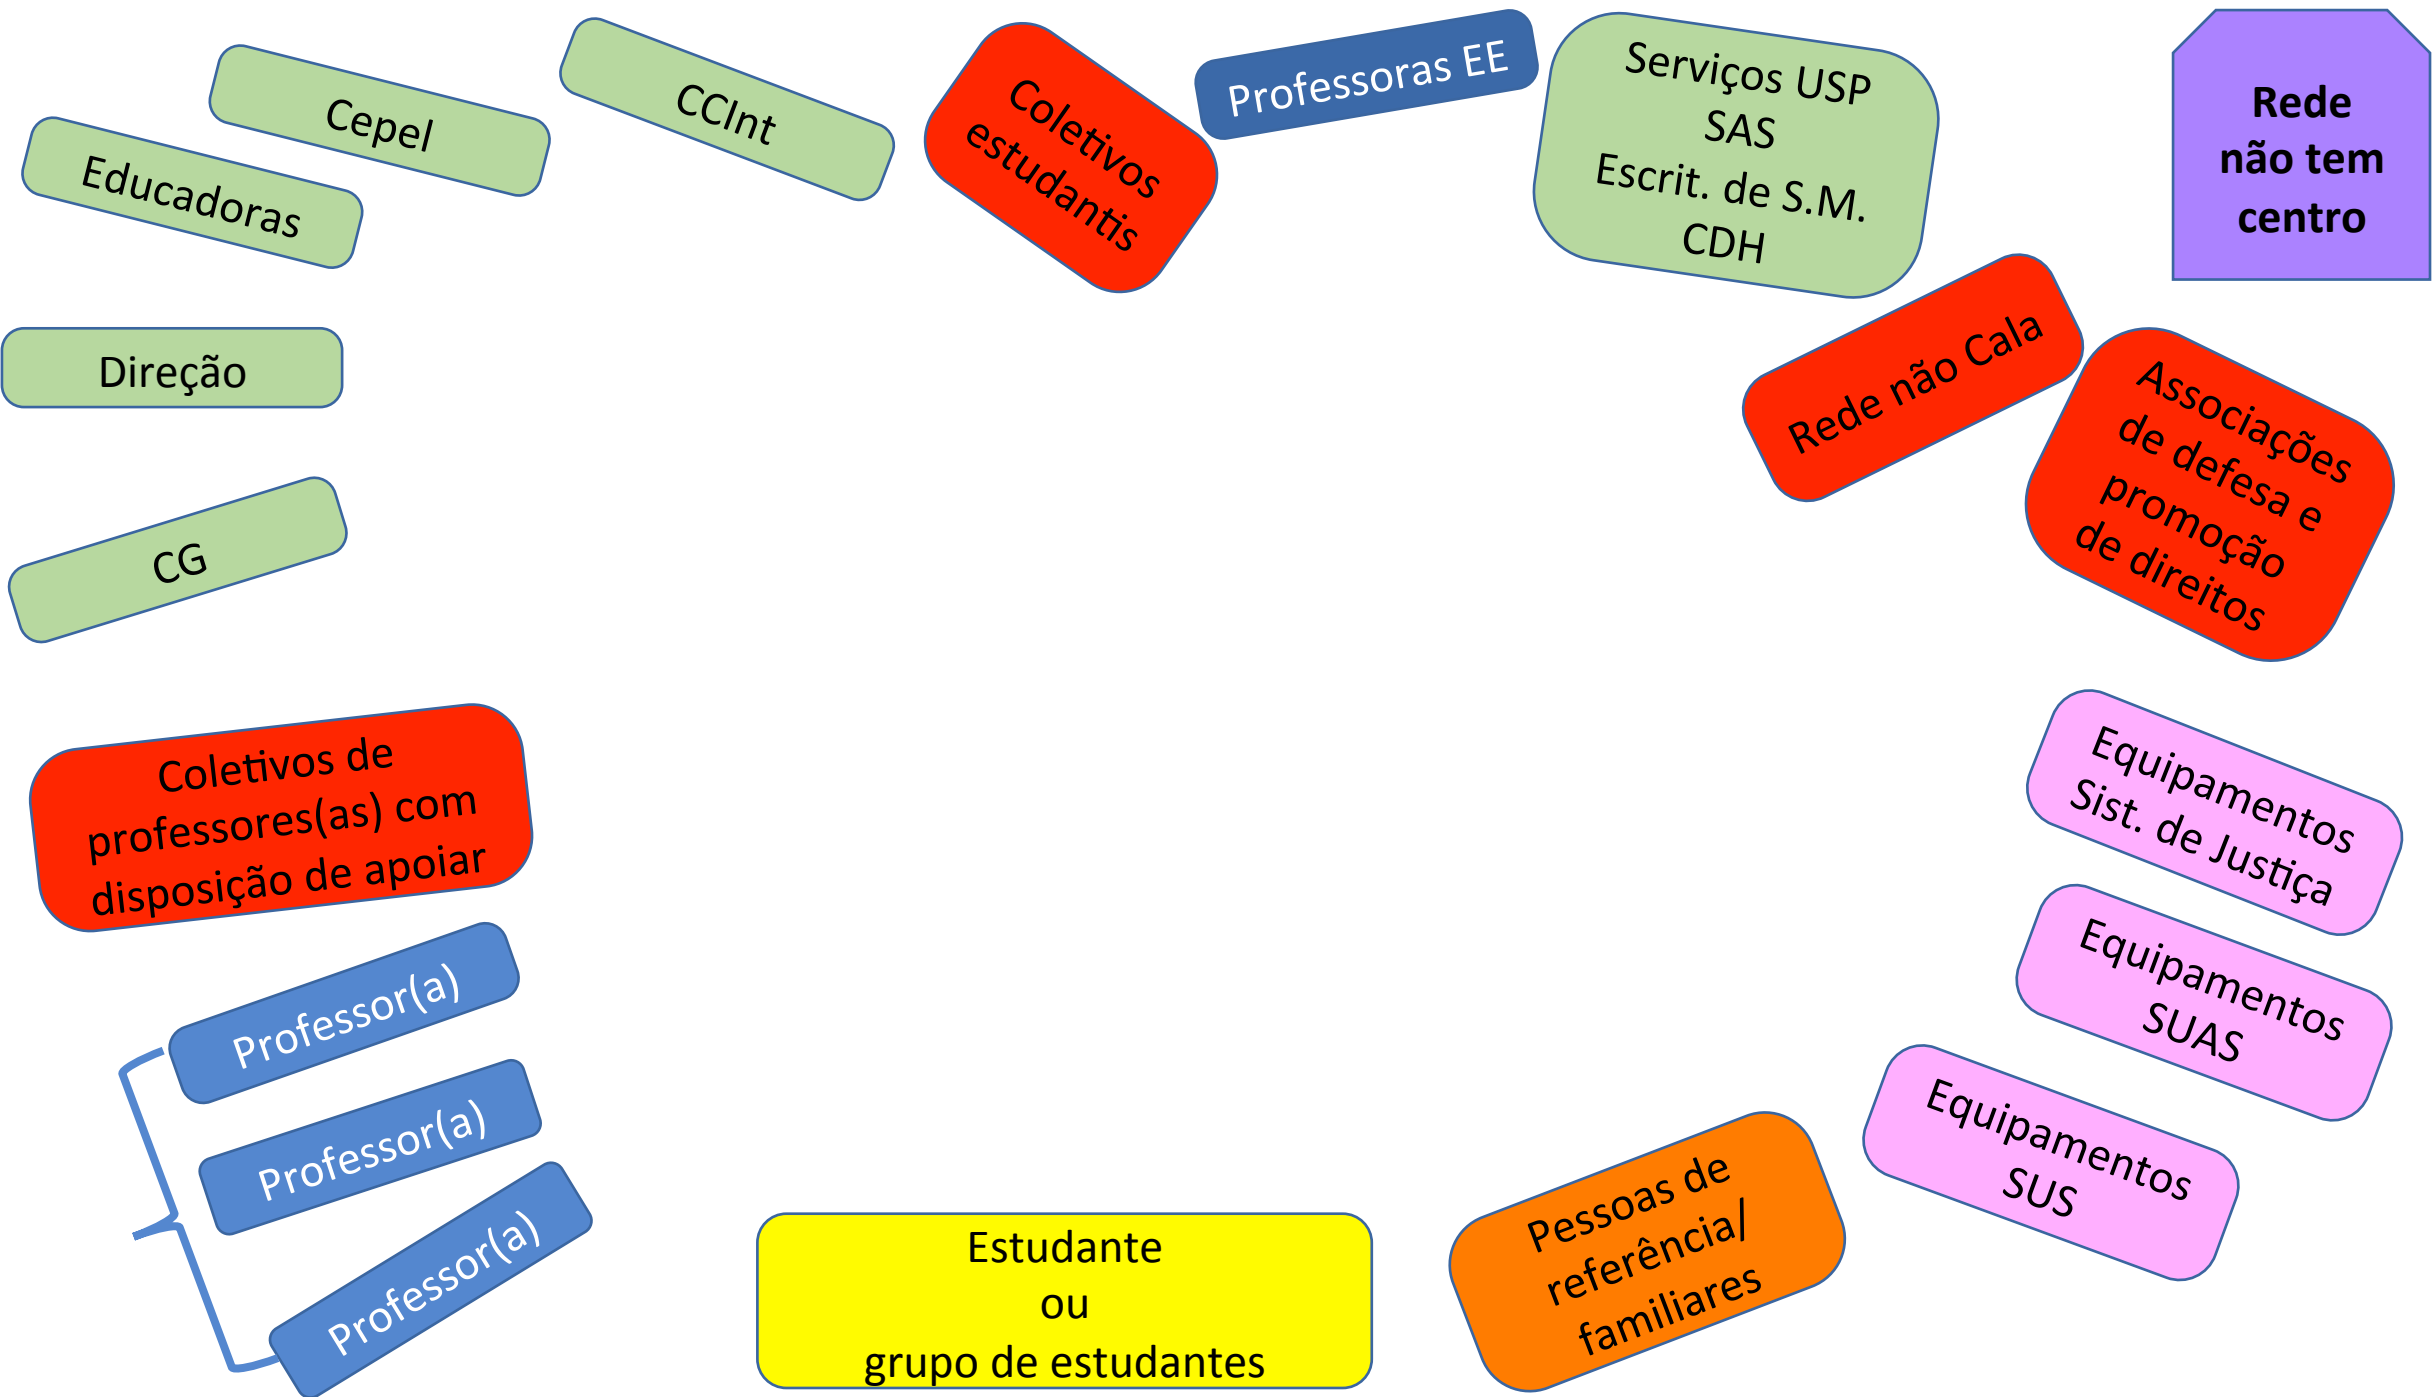 Educadoras
Cepel
CCInt
Coletivos
estudantis
Professoras EE
Serviços USP
SAS
Escrit. de S.M.
CDH
Rede
não tem
centro
Direção
Rede não Cala
Associações
de defesa e
promoção
de direitos
CG
Coletivos de
professores(as) com
disposição de apoiar
Equipamentos
Sist. de Justiça
Equipamentos
SUAS
Equipamentos
SUS
Professor(a)
Professor(a)
Professor(a)
Estudante
ou
grupo de estudantes
Pessoas de
referência/
familiares